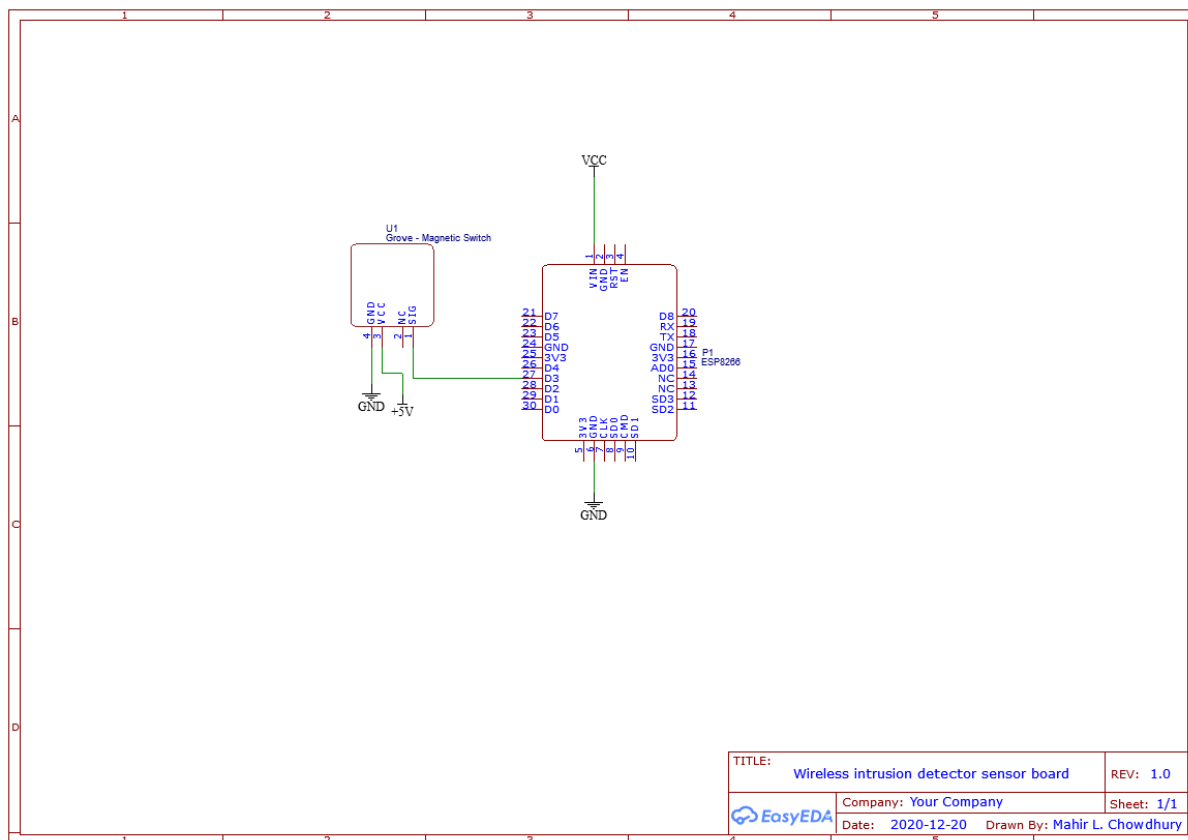 1 2 3 4 5
A
B
C
D
VCC
U1
Grove - Magnetic Switch
GND VCC NC SIG
4 3 2 1
GND
+5V
1 2 3 4
VIN GND RST EN
21 D7
22 D6
23 D5
24 GND
25 3V3
26 D4
27 D3
28 D2
29 D1
30 D0
D8 20
RX 19
TX 18
GND 17
3V3 16
AD0 15
NC 14
NC 13
SD3 12
SD2 11
P1
ESP8266
3V3 GND CLK SD0 CMD SD1
5 6 7 8 9 10
GND
TITLE:
Wireless intrusion detector sensor board
REV: 1.0
EasyEDA
Company: Your Company
Sheet: 1/1
Date: 2020-12-20 Drawn By: Mahir L. Chowdhury
1 2 3 4 5